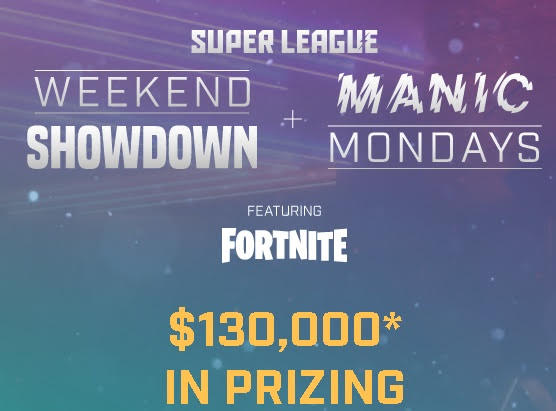 SUPER LEAGUE
WEEKEND
SHOWDOWN
+
MANIC
MONDAYS
FEATURING
FORTNITE
$130,000*
IN PRIZING